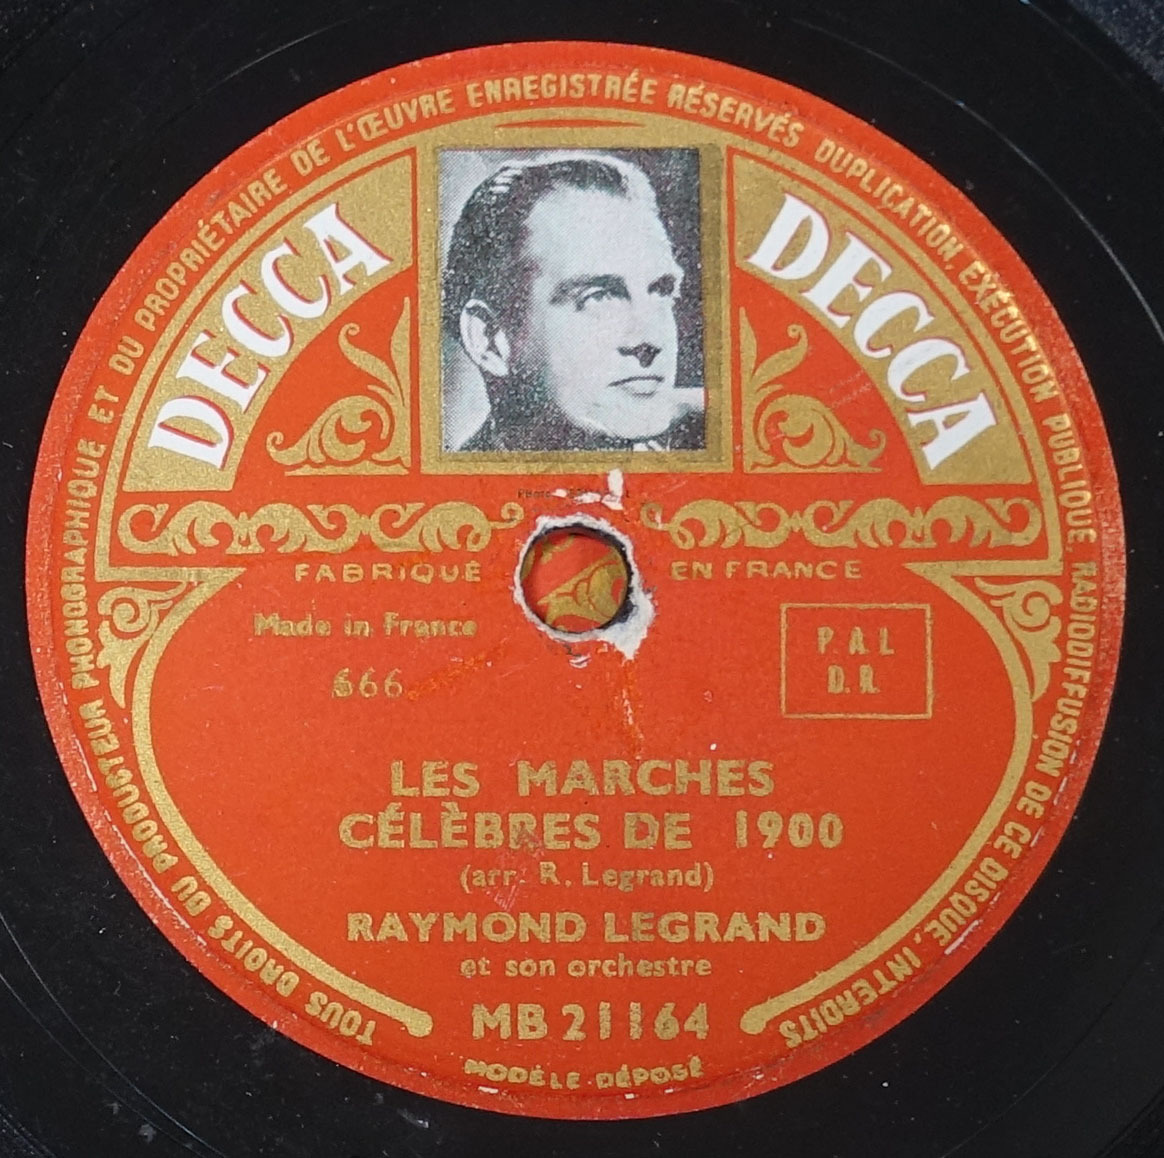 TOUS DROITS DU PRODUCTEUR PHONOGRAPHIQUE ET DU PROPRIÉTAIRE DE L'ŒUVRE ENREGISTRÉE RÉSERVÉS DUPLICATION, EXÉCUTION PUBLIQUE, RADIODIFFUSION DE CE DISQUE, INTERDITS
DECCA
DECCA
FABRIQUÉ EN FRANCE
Made in France
P. A. L
D. R.
666
LES MARCHES
CÉLÈBRES DE 1900
(arr. R. Legrand)
RAYMOND LEGRAND
et son orchestre
MB 21164
MODÈLE DÉPOSÉ